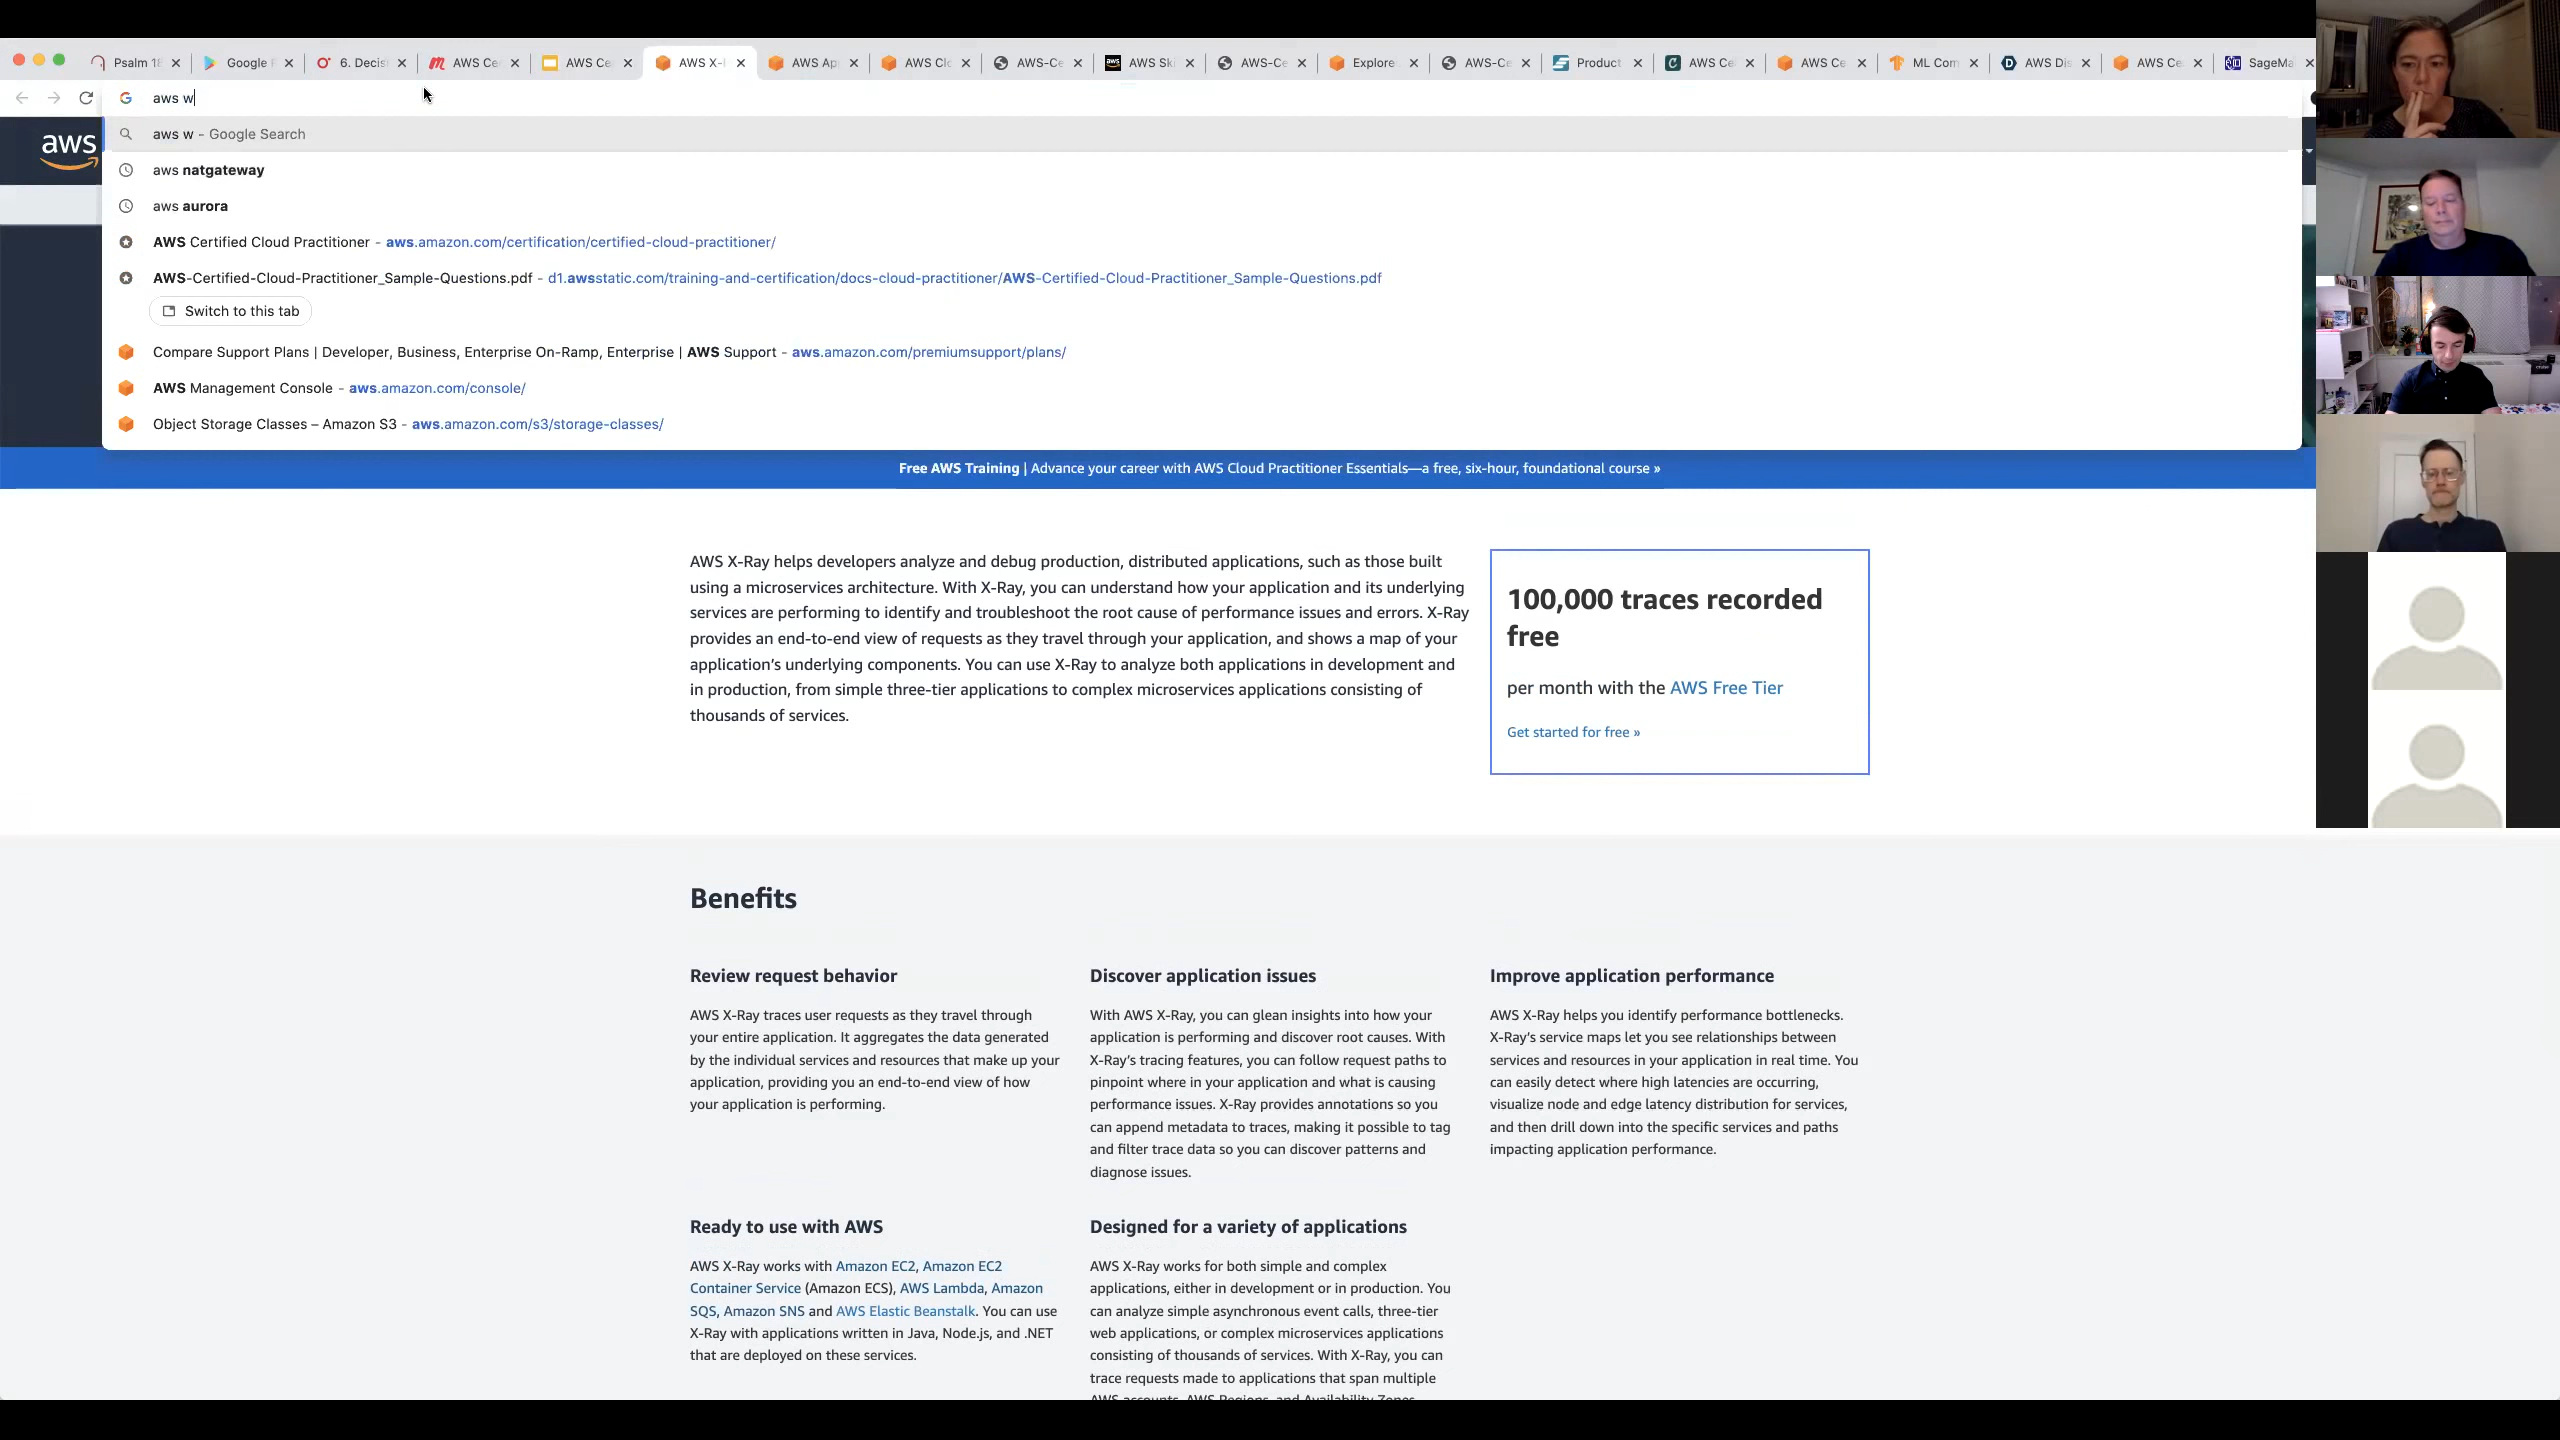 Psalm 18
Google P
6. Decis
AWS Ce
AWS Ce
AWS X-
AWS Ap
AWS Clo
AWS-Ce
AWS Ski
AWS-Ce
Explore
AWS-Ce
Product
AWS Ce
AWS Ce
ML Com
AWS Dis
AWS Ce
SageMa
aws w
aws
aws w - Google Search
aws natgateway
aws aurora
AWS Certified Cloud Practitioner - aws.amazon.com/certification/certified-cloud-practitioner/
AWS-Certified-Cloud-Practitioner_Sample-Questions.pdf - d1.awsstatic.com/training-and-certification/docs-cloud-practitioner/AWS-Certified-Cloud-Practitioner_Sample-Questions.pdf
Switch to this tab
Compare Support Plans | Developer, Business, Enterprise On-Ramp, Enterprise | AWS Support - aws.amazon.com/premiumsupport/plans/
AWS Management Console - aws.amazon.com/console/
Object Storage Classes – Amazon S3 - aws.amazon.com/s3/storage-classes/
Free AWS Training | Advance your career with AWS Cloud Practitioner Essentials—a free, six-hour, foundational course »
AWS X-Ray helps developers analyze and debug production, distributed applications, such as those built
using a microservices architecture. With X-Ray, you can understand how your application and its underlying
services are performing to identify and troubleshoot the root cause of performance issues and errors. X-Ray
provides an end-to-end view of requests as they travel through your application, and shows a map of your
application's underlying components. You can use X-Ray to analyze both applications in development and
in production, from simple three-tier applications to complex microservices applications consisting of
thousands of services.
100,000 traces recorded
free
per month with the AWS Free Tier
Get started for free »
Benefits
Review request behavior
AWS X-Ray traces user requests as they travel through
your entire application. It aggregates the data generated
by the individual services and resources that make up your
application, providing you an end-to-end view of how
your application is performing.
Discover application issues
With AWS X-Ray, you can glean insights into how your
application is performing and discover root causes. With
X-Ray's tracing features, you can follow request paths to
pinpoint where in your application and what is causing
performance issues. X-Ray provides annotations so you
can append metadata to traces, making it possible to tag
and filter trace data so you can discover patterns and
diagnose issues.
Improve application performance
AWS X-Ray helps you identify performance bottlenecks.
X-Ray's service maps let you see relationships between
services and resources in your application in real time. You
can easily detect where high latencies are occurring,
visualize node and edge latency distribution for services,
and then drill down into the specific services and paths
impacting application performance.
Ready to use with AWS
AWS X-Ray works with Amazon EC2, Amazon EC2
Container Service (Amazon ECS), AWS Lambda, Amazon
SQS, Amazon SNS and AWS Elastic Beanstalk. You can use
X-Ray with applications written in Java, Node.js, and .NET
that are deployed on these services.
Designed for a variety of applications
AWS X-Ray works for both simple and complex
applications, either in development or in production. You
can analyze simple asynchronous event calls, three-tier
web applications, or complex microservices applications
consisting of thousands of services. With X-Ray, you can
trace requests made to applications that span multiple
AWS accounts, AWS Regions, and Availability Zones.